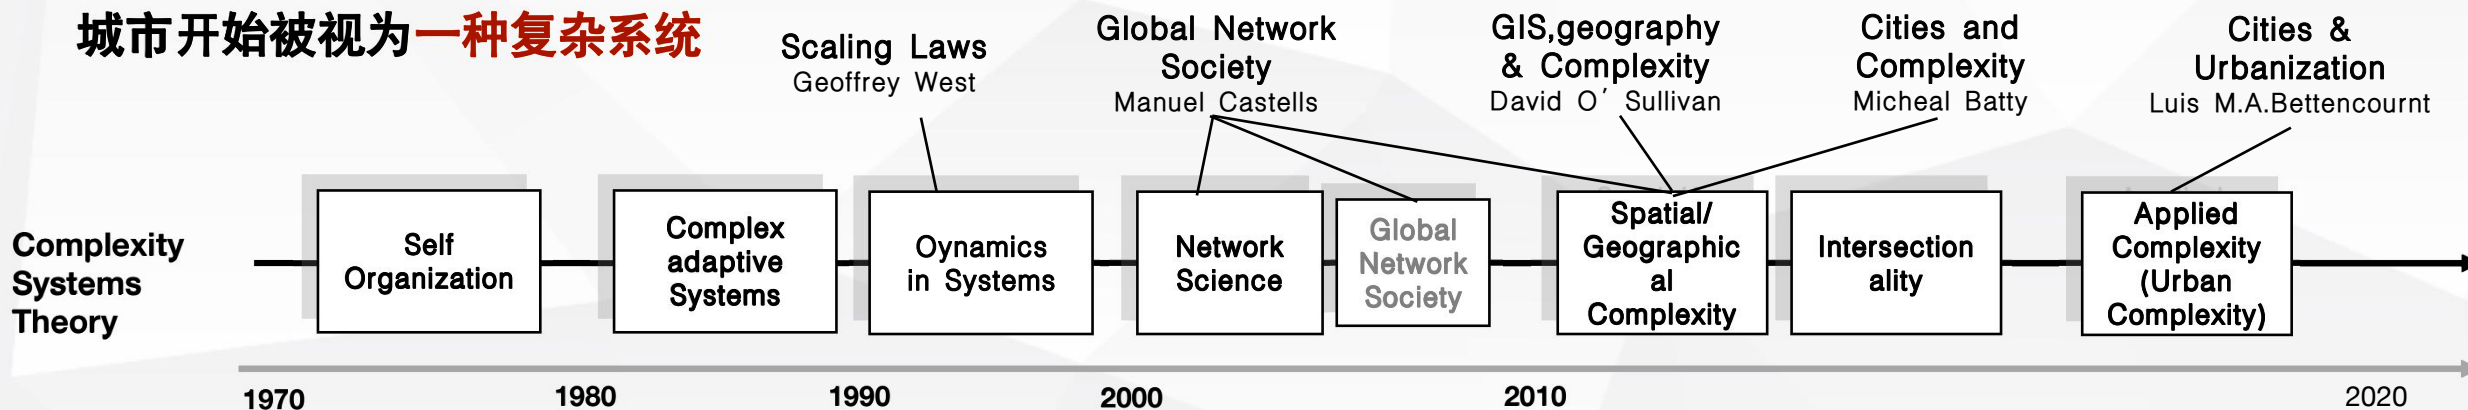 城市开始被视为一种复杂系统
Scaling Laws
Geoffrey West
Global Network
Society
Manuel Castells
GIS,geography
& Complexity
David O' Sullivan
Cities and
Complexity
Micheal Batty
Cities &
Urbanization
Luis M.A.Bettencournt
Complexity
Systems
Theory
Self
Organization
Complex
adaptive
Systems
Oynamics
in Systems
Network
Science
Global
Network
Society
Spatial/
Geographic
al
Complexity
Intersection
ality
Applied
Complexity
(Urban
Complexity)
1970
1980
1990
2000
2010
2020